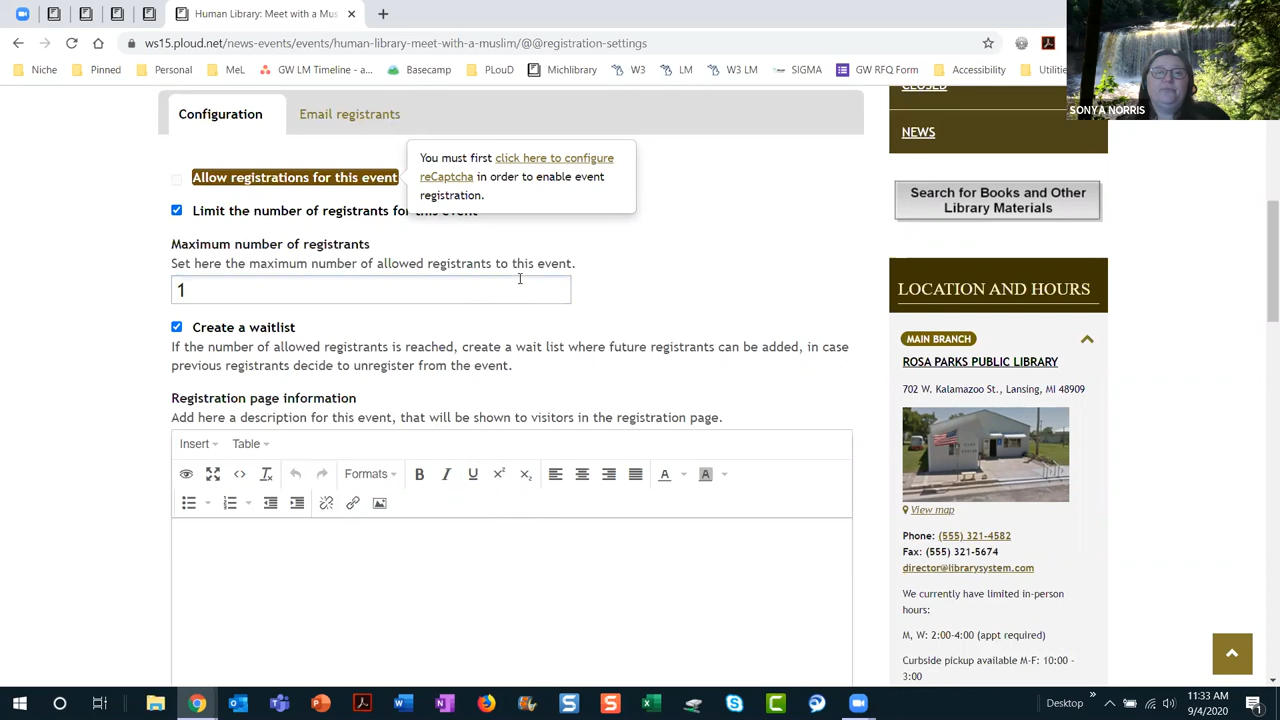 Human Library: Meet with a Mus
ws15.ploud.net/news-events/events/human-library-meet-with-a-muslim/@@registration-settings
Niche
Pinned
Personal
MeL
GW LM Timeline - a...
Basecamp
PLouD
Michlibrary
W3
LM
W3 LM
SIGMA
GW RFQ Form
Accessibility
Utilitie
SONYA NORRIS
Configuration
Email registrants
Allow registrations for this event
You must first click here to configure
reCaptcha in order to enable event
registration.
Limit the number of registrants for this event
Maximum number of registrants
Set here the maximum number of allowed registrants to this event.
1
Create a waitlist
If the number of allowed registrants is reached, create a wait list where future registrants can be added, in case
previous registrants decide to unregister from the event.
Registration page information
Add here a description for this event, that will be shown to visitors in the registration page.
Insert
Table
Formats
B
I
U
A
A
CLOSED
NEWS
Search for Books and Other
Library Materials
LOCATION AND HOURS
MAIN BRANCH
ROSA PARKS PUBLIC LIBRARY
702 W. Kalamazoo St., Lansing, MI 48909
View map
Phone: (555) 321-4582
Fax: (555) 321-5674
director@librarysystem.com
We currently have limited in-person
hours:
M, W: 2:00-4:00 (appt required)
Curbside pickup available M-F: 10:00 -
3:00
Desktop
11:33 AM
9/4/2020